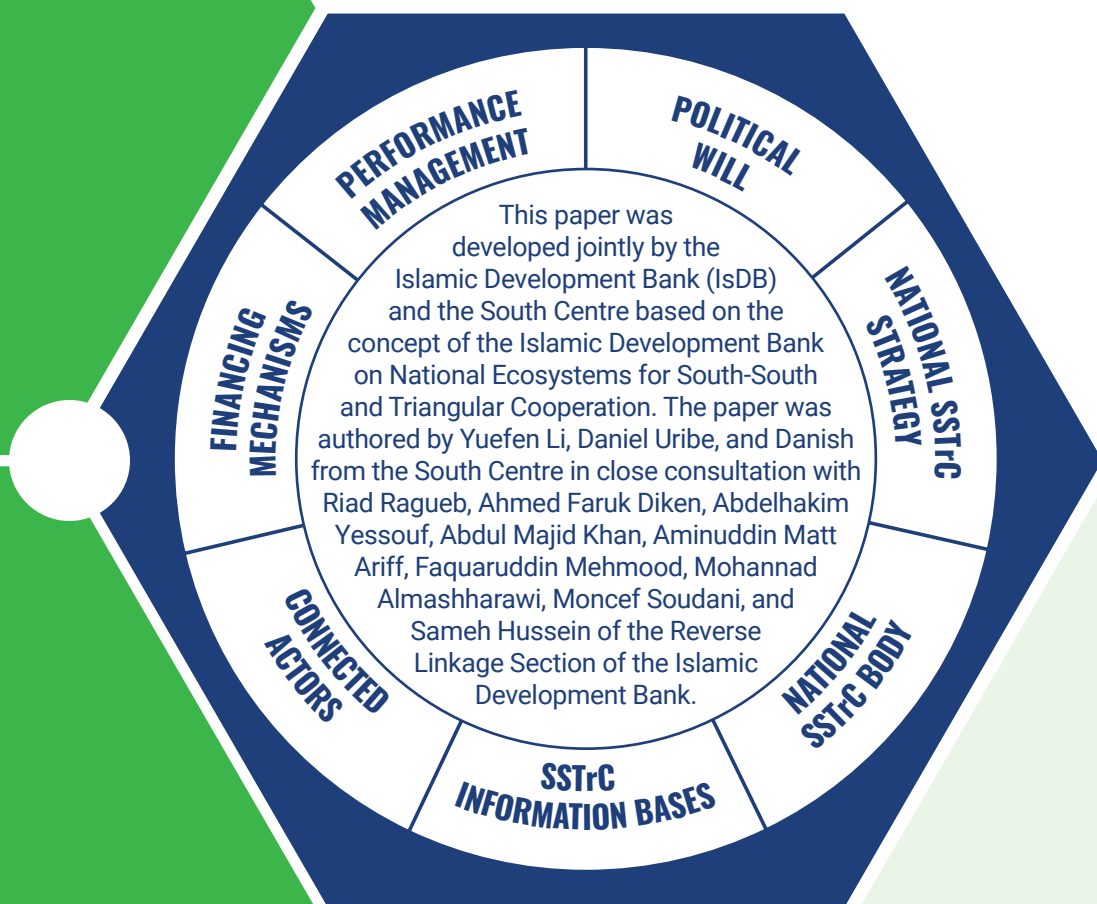 PERFORMANCE
MANAGEMENT
POLITICAL
WILL
NATIONAL SSTrC
STRATEGY
NATIONAL
SSTrC BODY
SSTrC
INFORMATION BASES
CONNECTED
ACTORS
FINANCING
MECHANISMS
This paper was
developed jointly by the
Islamic Development Bank (IsDB)
and the South Centre based on the
concept of the Islamic Development Bank
on National Ecosystems for South-South
and Triangular Cooperation. The paper was
authored by Yuefen Li, Daniel Uribe, and Danish
from the South Centre in close consultation with
Riad Ragueb, Ahmed Faruk Diken, Abdelhakim
Yessouf, Abdul Majid Khan, Aminuddin Matt
Ariff, Faquaruddin Mehmood, Mohannad
Almashharawi, Moncef Soudani, and
Sameh Hussein of the Reverse
Linkage Section of the Islamic
Development Bank.